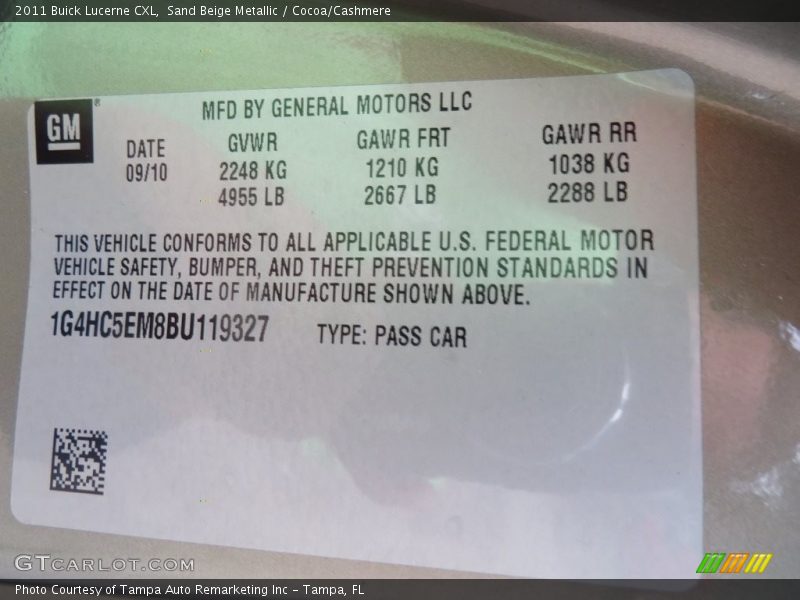 2011 Buick Lucerne CXL,  Sand Beige Metallic / Cocoa/Cashmere
GM ®
MFD BY GENERAL MOTORS LLC
DATE GVWR GAWR FRT GAWR RR
09/10 2248 KG 1210 KG 1038 KG
4955 LB 2667 LB 2288 LB
THIS VEHICLE CONFORMS TO ALL APPLICABLE U.S. FEDERAL MOTOR
VEHICLE SAFETY, BUMPER, AND THEFT PREVENTION STANDARDS IN
EFFECT ON THE DATE OF MANUFACTURE SHOWN ABOVE.
1G4HC5EM8BU119327 TYPE: PASS CAR
GTCARLOT.COM
Photo Courtesy of Tampa Auto Remarketing Inc – Tampa, FL